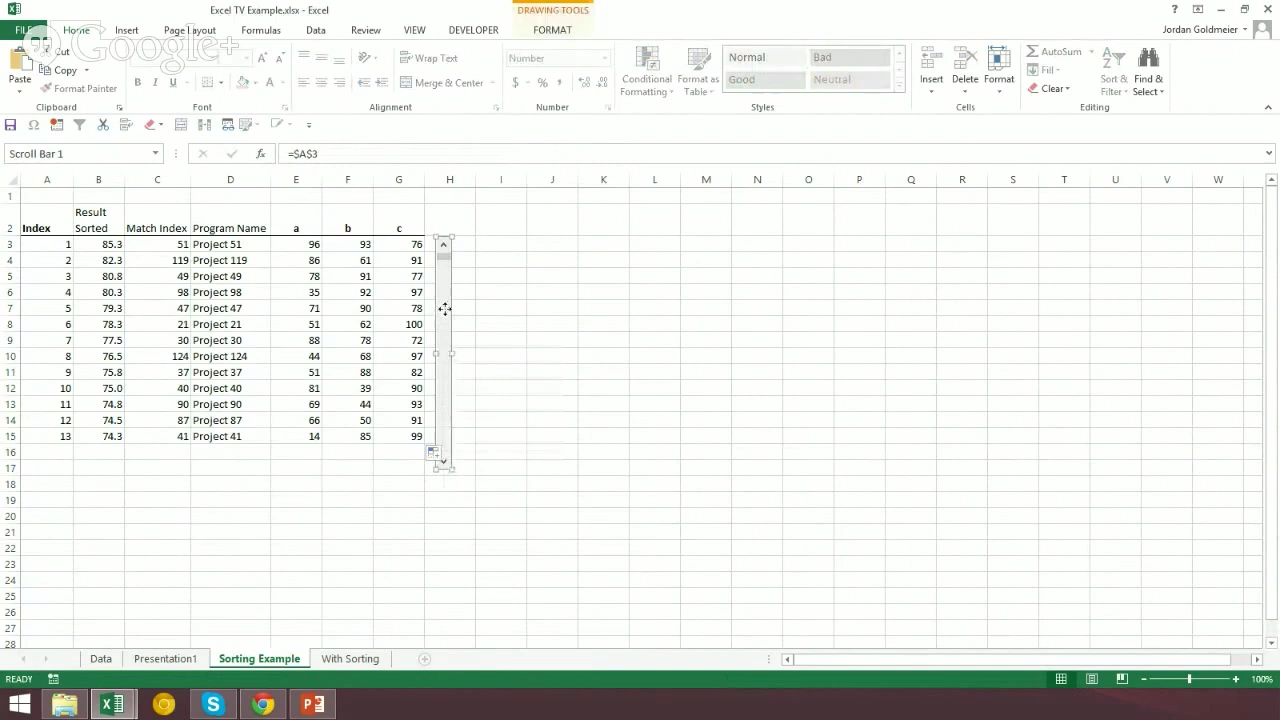 Excel TV Example.xlsx - Excel
DRAWING TOOLS
?
FILE Home Insert Page Layout Formulas Data Review VIEW DEVELOPER FORMAT
Jordan Goldmeier
Google+
Cut
Copy
Format Painter
Paste
Wrap Text
Merge & Center
Number
$ % ,
Conditional Formatting
Format as Table
Normal Bad
Good Neutral
Insert Delete Format
AutoSum
Fill
Clear
Sort & Filter
Find & Select
Clipboard Font Alignment Number Styles Cells Editing
Scroll Bar 1 fx =$A$3
A B C D E F G H I J K L M N O P Q R S T U V W
1
2 Index Result Sorted Match Index Program Name a b c
3 1 85.3 51 Project 51 96 93 76
4 2 82.3 119 Project 119 86 61 91
5 3 80.8 49 Project 49 78 91 77
6 4 80.3 98 Project 98 35 92 97
7 5 79.3 47 Project 47 71 90 78
8 6 78.3 21 Project 21 51 62 100
9 7 77.5 30 Project 30 88 78 72
10 8 76.5 124 Project 124 44 68 97
11 9 75.8 37 Project 37 51 88 82
12 10 75.0 40 Project 40 81 39 90
13 11 74.8 90 Project 90 69 44 93
14 12 74.5 87 Project 87 66 50 91
15 13 74.3 41 Project 41 14 85 99
16
17
18
19
20
21
22
23
24
25
26
27
28
Data Presentation1 Sorting Example With Sorting
READY
100%